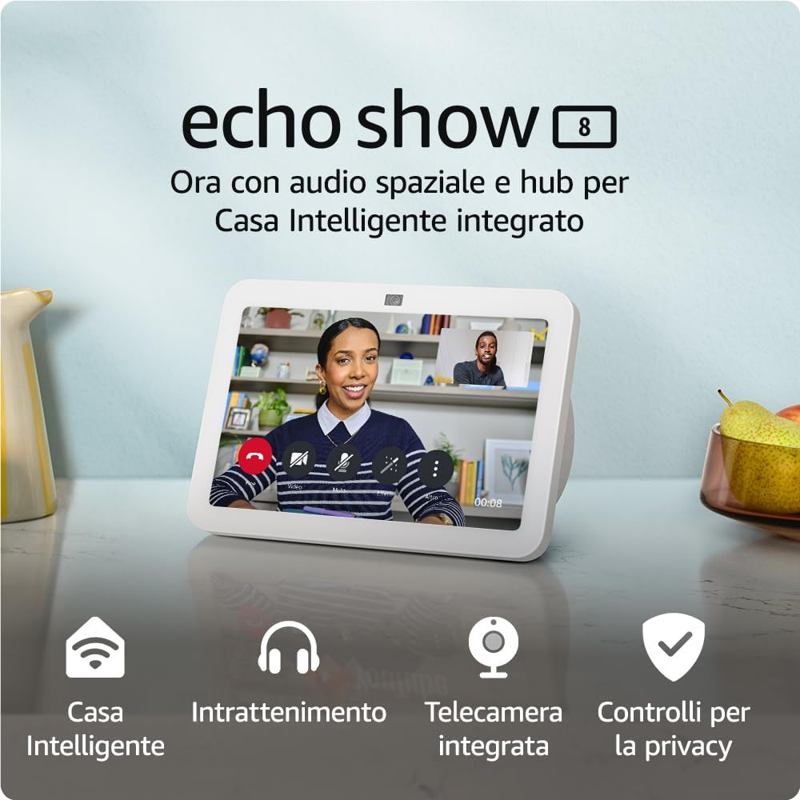 echo show 8
Ora con audio spaziale e hub per
Casa Intelligente integrato
Video
00:08
Casa
Intelligente
Intrattenimento
Telecamera
integrata
Controlli per
la privacy